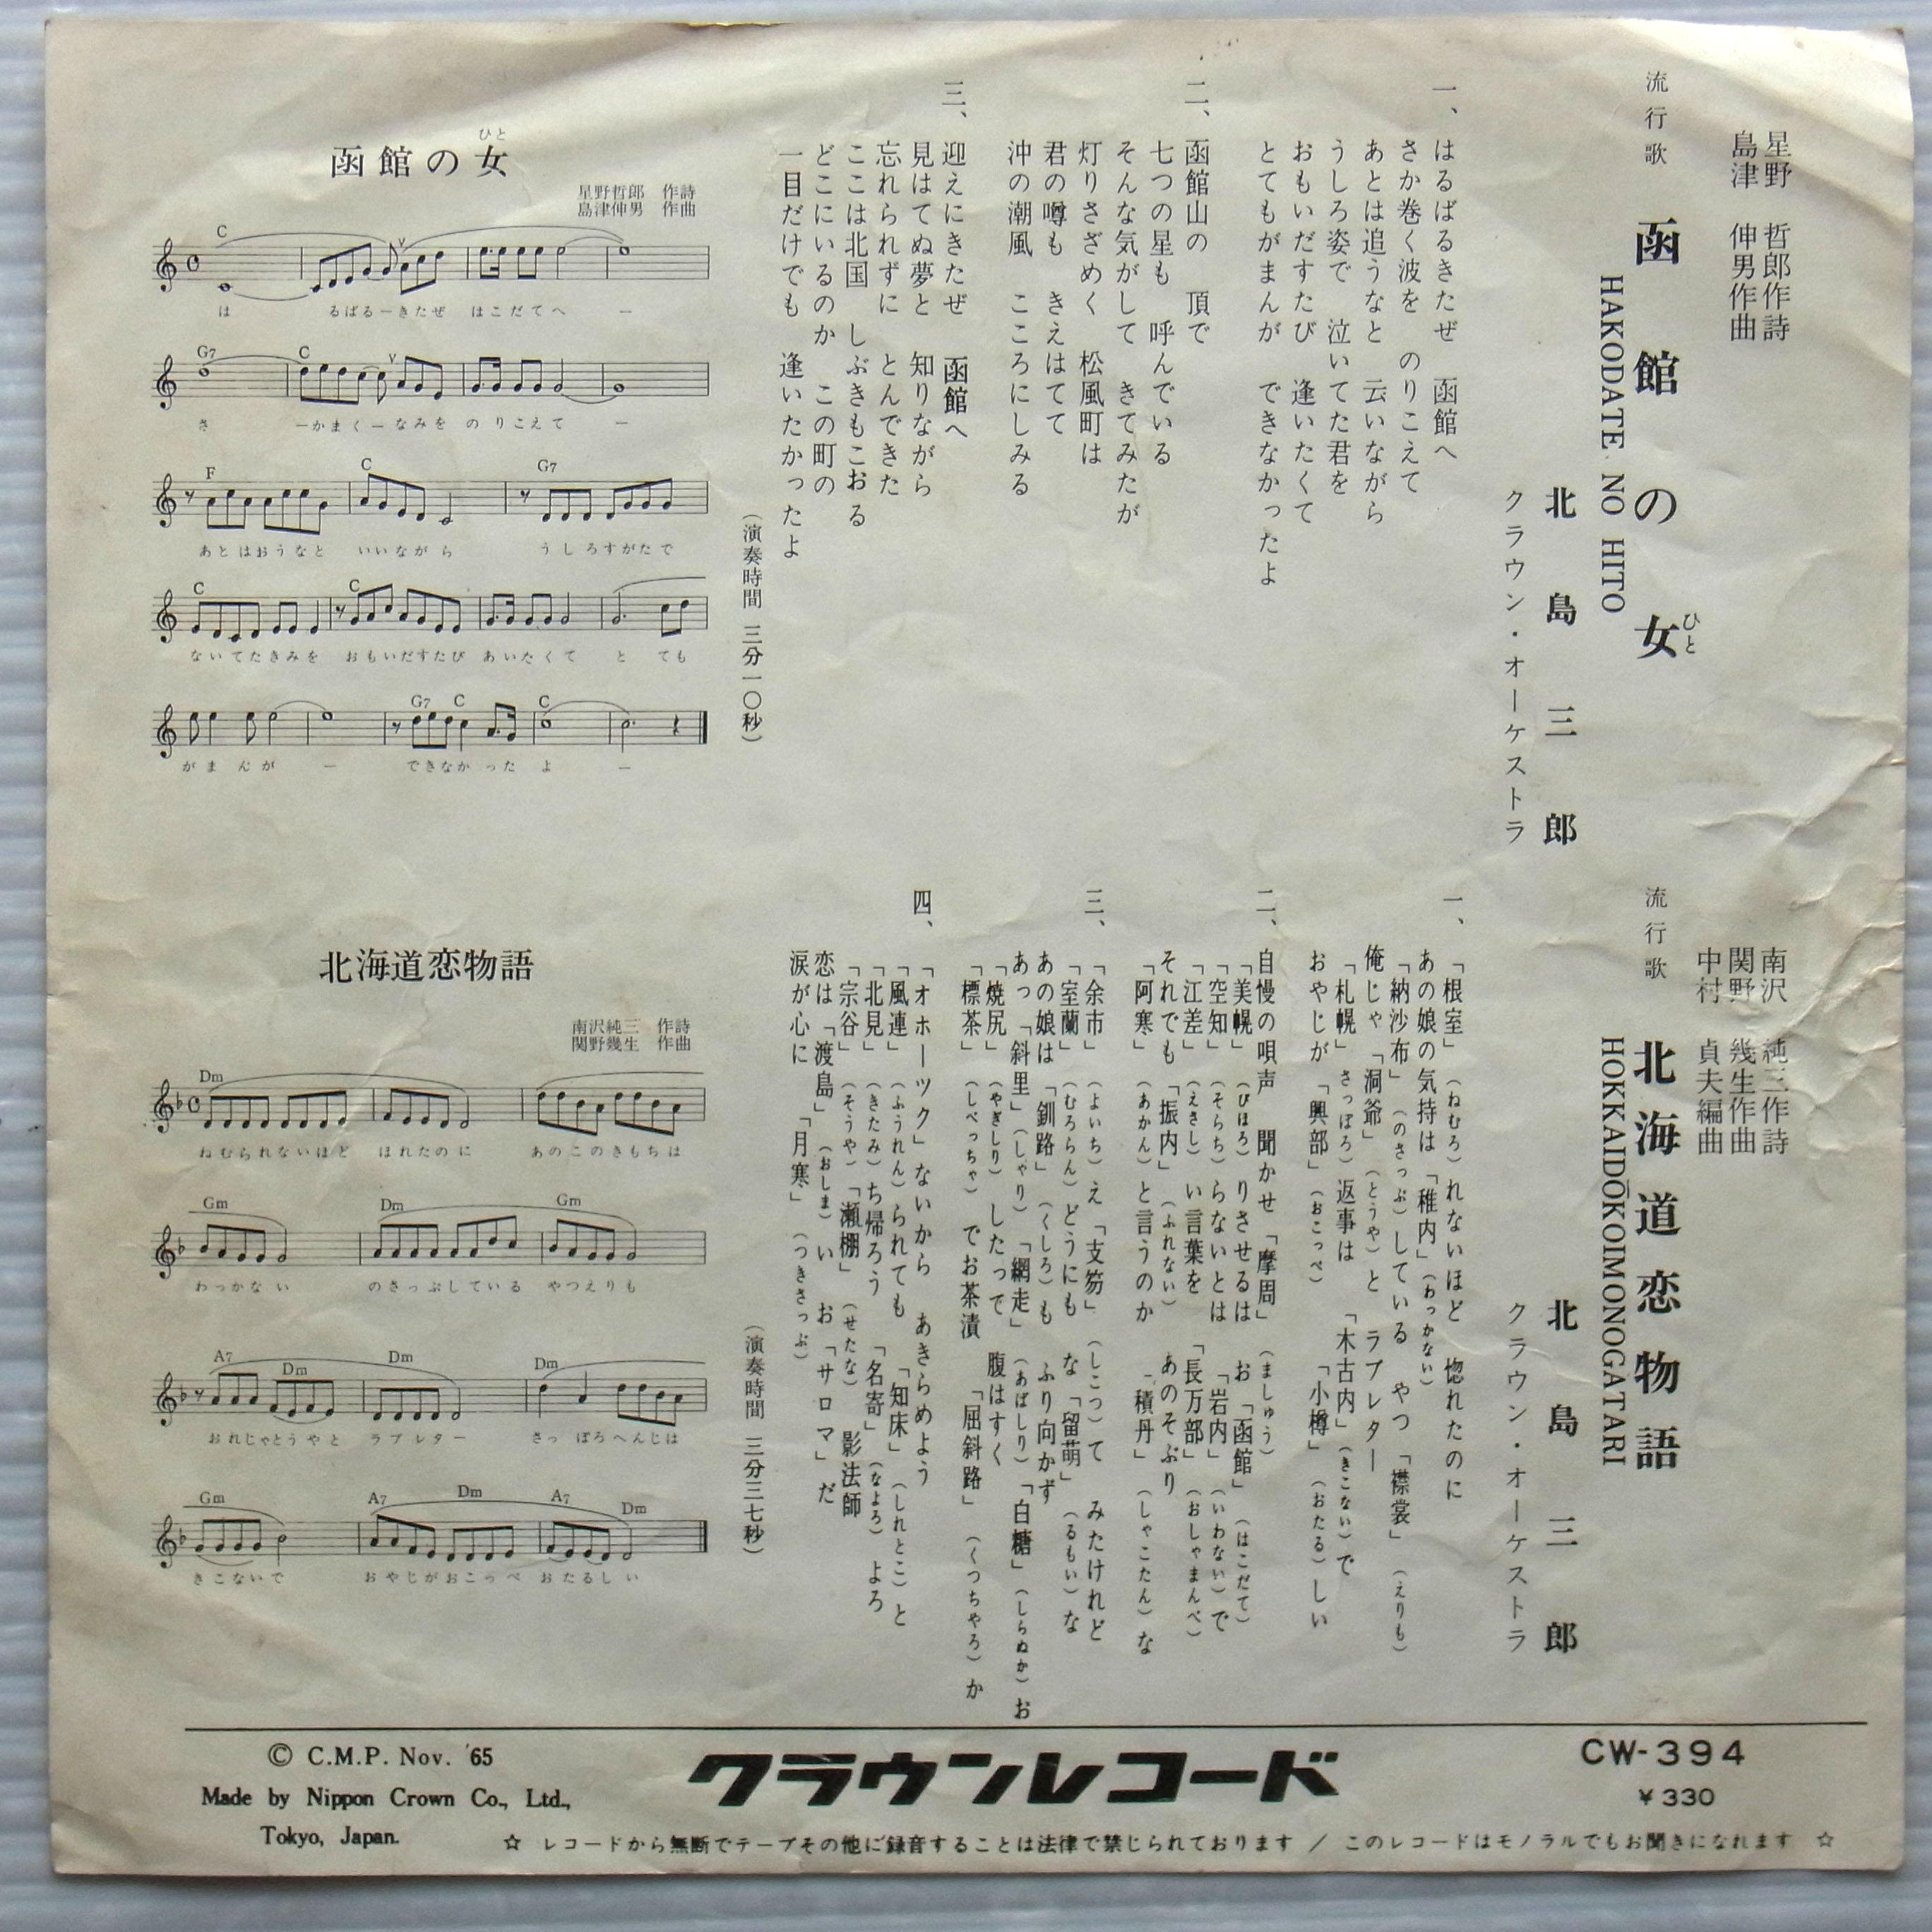 流行歌
函館の女
ひと
HAKODATE NO HITO
星野 哲郎 作詩
島津 伸男 作曲
北島三郎
クラウン・オーケストラ
一、はるばるきたぜ 函館へ
さか巻く波を のりこえて
あとは追うなと 云いながら
うしろ姿で 泣いてた君を
おもいだすたび 逢いたくて
とてもがまんが できなかったよ
二、函館山の 頂で
七つの星も 呼んでいる
そんな気がして きてみたが
灯りさざめく 松風町は
君の噂も きえはてて
沖の潮風 こころにしみる
三、迎えにきたぜ 函館へ
見はてぬ夢と 知りながら
忘れられずに とんできた
ここは北国 しぶきもこおる
どこにいるのか この町の
一目だけでも 逢いたかったよ
(演奏時間 三分一〇秒)
函館の女
ひと
星野哲郎 作詩
島津伸男 作曲
C
は るばるーきたぜ はこだてへ ー
G7 C
さ ーかまくーなみを のりこえて ー
F C G7
あとはおうなと いいながら うしろすがたで
C C
ないてたきみを おもいだすたび あいたくて と ても
G7 C C
がまんが ー できなかった よ ー
流行歌
北海道恋物語
HOKKAIDŌKOIMONOGATARI
南沢 純三 作詩
関野 幾生 作曲
中村 貞夫 編曲
北島三郎
クラウン・オーケストラ
一、「根室」(ねむろ)れないほど 惚れたのに
あの娘の気持は「稚内」(わっかない)
「納沙布」(のさっぷ)している やつ「襟裳」(えりも)
俺じゃ「洞爺」(とうや)と ラブレター
「札幌」(さっぽろ)返事は 「木古内」(きこない)で
おやじが「興部」(おこっぺ) 「小樽」(おたる)しい
二、自慢の唄声 聞かせ「摩周」(ましゅう)
「美幌」(びほろ)りさせるは お「函館」(はこだて)
「空知」(そらち)らないとは 「岩内」(いわない)で
「江差」(えさし)い言葉を 「長万部」(おしゃまんべ)
それでも「振内」(ふれない) あのそぶり
「阿寒」(あかん)と言うのか 「積丹」(しゃこたん)な
三、「余市」(よいち)え「支笏」(しこつ)て みたけれど
「室蘭」(むろらん)どうにも な「留萌」(るもい)な
あの娘は「釧路」(くしろ)も ふり向かず
あっ「斜里」(しゃり)「網走」(あばしり)「白糖」(しらぬか)お
「焼尻」(やぎしり)したって 腹はすく
「標茶」(しべっちゃ)でお茶漬 「屈斜路」(くつちゃろ)か
四、「オホーツク」ないから あきらめよう
「風連」(ふうれん)られても 「知床」(しれとこ)と
「北見」(きたみ)ち帰ろう 「名寄」(なよろ)よろ
「宗谷」(そうや)「瀬棚」(せたな) 影法師
恋は「渡島」(おしま)い お「サロマ」だ
涙が心に 「月寒」(つきさっぷ)
(演奏時間 三分三七秒)
北海道恋物語
南沢純三 作詩
関野幾生 作曲
Dm
ねむられないほど ほれたのに あのこのきもちは
Gm Dm Gm
わっかない のさっぷしている やつえりも
A7 Dm Dm Dm
おれじゃとうやと ラブレター さっぽろへんじは
Gm A7 Dm A7 Dm
きこないで おやじがおこっぺ おたるしい
© C.M.P. Nov. '65
Made by Nippon Crown Co., Ltd.,
Tokyo, Japan.
クラウンレコード
CW-394
¥330
☆ レコードから無断でテープその他に録音することは法律で禁じられております / このレコードはモノラルでもお聞きになれます ☆